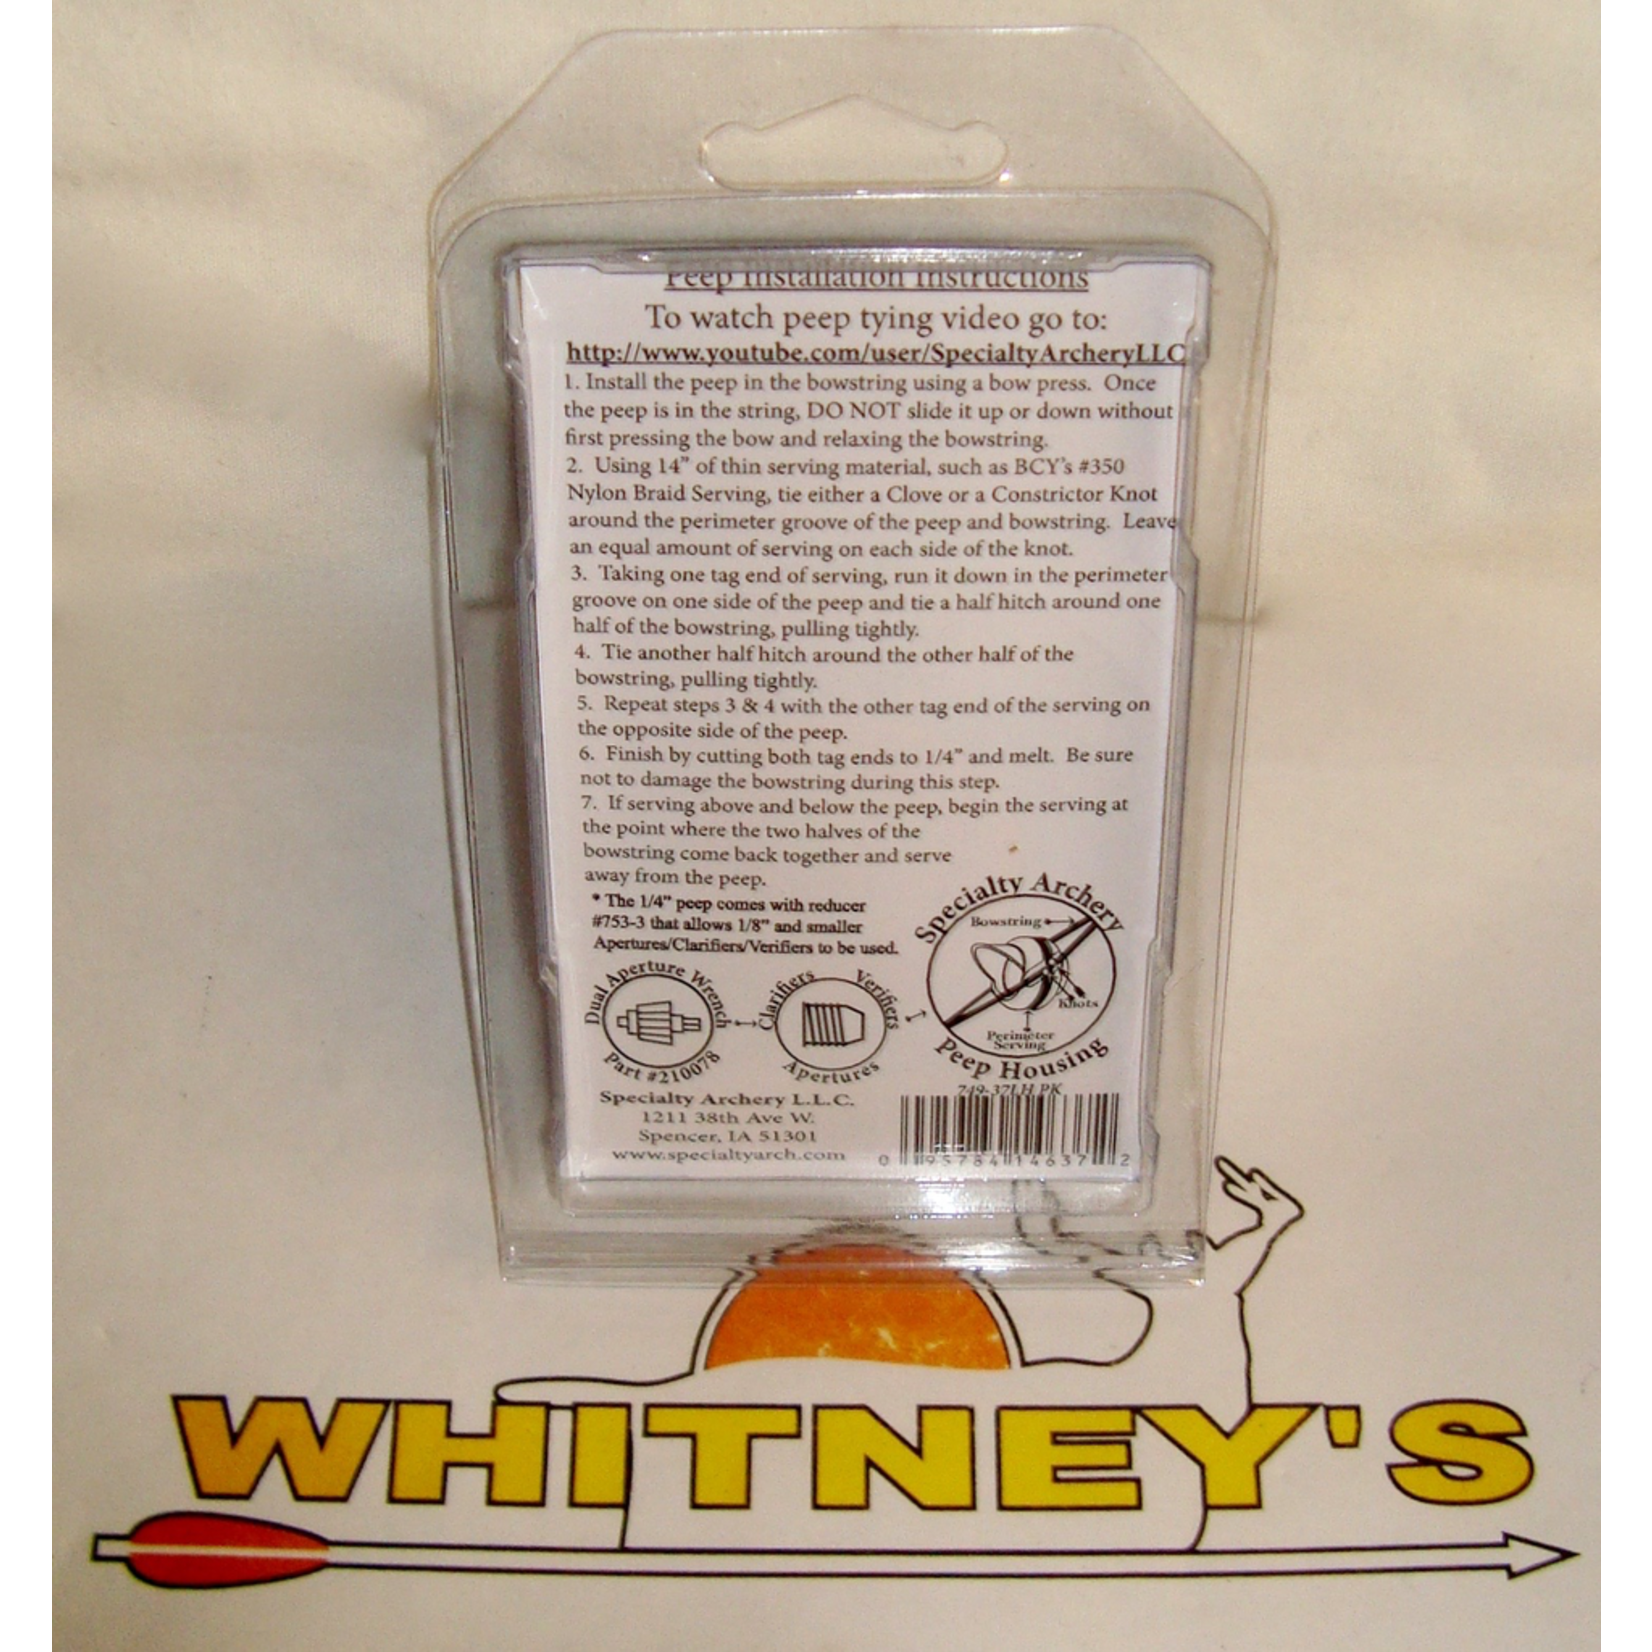 Peep Installation Instructions
To watch peep tying video go to:
http://www.youtube.com/user/SpecialtyArcheryLLC
1. Install the peep in the bowstring using a bow press. Once
the peep is in the string, DO NOT slide it up or down without
first pressing the bow and relaxing the bowstring.
2. Using 14" of thin serving material, such as BCY's #350
Nylon Braid Serving, tie either a Clove or a Constrictor Knot
around the perimeter groove of the peep and bowstring. Leave
an equal amount of serving on each side of the knot.
3. Taking one tag end of serving, run it down in the perimeter
groove on one side of the peep and tie a half hitch around one
half of the bowstring, pulling tightly.
4. Tie another half hitch around the other half of the
bowstring, pulling tightly.
5. Repeat steps 3 & 4 with the other tag end of the serving on
the opposite side of the peep.
6. Finish by cutting both tag ends to 1/4" and melt. Be sure
not to damage the bowstring during this step.
7. If serving above and below the peep, begin the serving at
the point where the two halves of the
bowstring come back together and serve
away from the peep.
* The 1/4" peep comes with reducer
#753-3 that allows 1/8" and smaller
Apertures/Clarifiers/Verifiers to be used.
Dual Aperture Wrench
Part #210078
Clarifiers
Verifiers
Apertures
Specialty Archery
Bowstring
Knots
Perimeter
Serving
Peep Housing
749-37LH PK
Specialty Archery L.L.C.
1211 38th Ave W.
Spencer, IA 51301
www.specialtyarch.com
0 95784 14637 2
WHITNEY'S